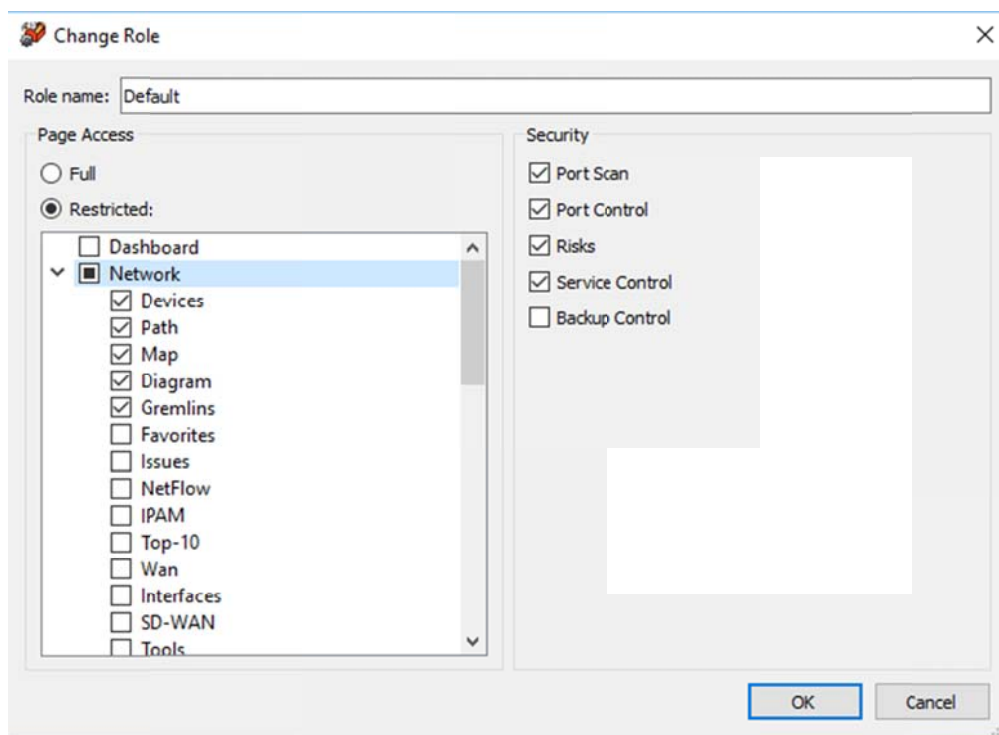 Change Role
Role name: Default
Page Access
Full
Restricted:
Dashboard
Network
Devices
Path
Map
Diagram
Gremlins
Favorites
Issues
NetFlow
IPAM
Top-10
Wan
Interfaces
SD-WAN
Tools
Security
Port Scan
Port Control
Risks
Service Control
Backup Control
OK
Cancel